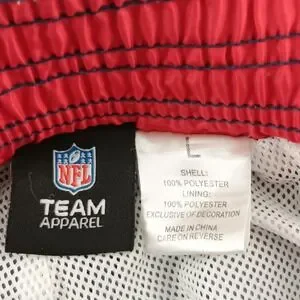 NFL
TEAM
APPAREL
L
SHELL:
100% POLYESTER
LINING:
100% POLYESTER
EXCLUSIVE OF DECORATION
MADE IN CHINA
CARE ON REVERSE